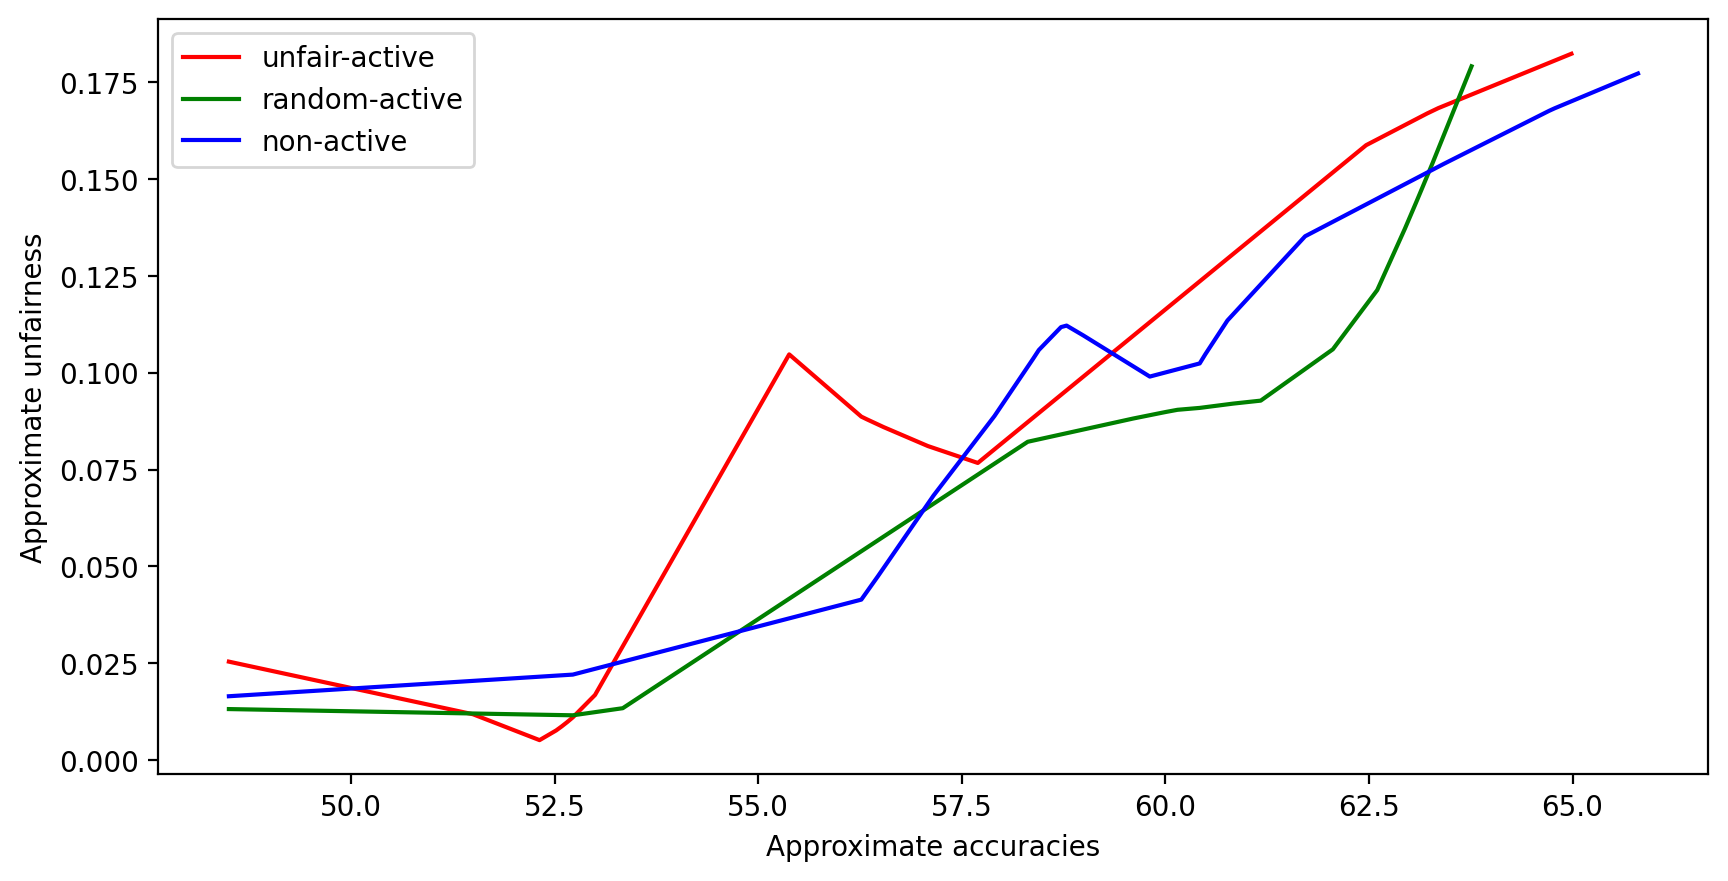 unfair-active
random-active
non-active
0.175
0.150
0.125
0.100
0.075
0.050
0.025
0.000
Approximate unfairness
50.0 52.5 55.0 57.5 60.0 62.5 65.0
Approximate accuracies